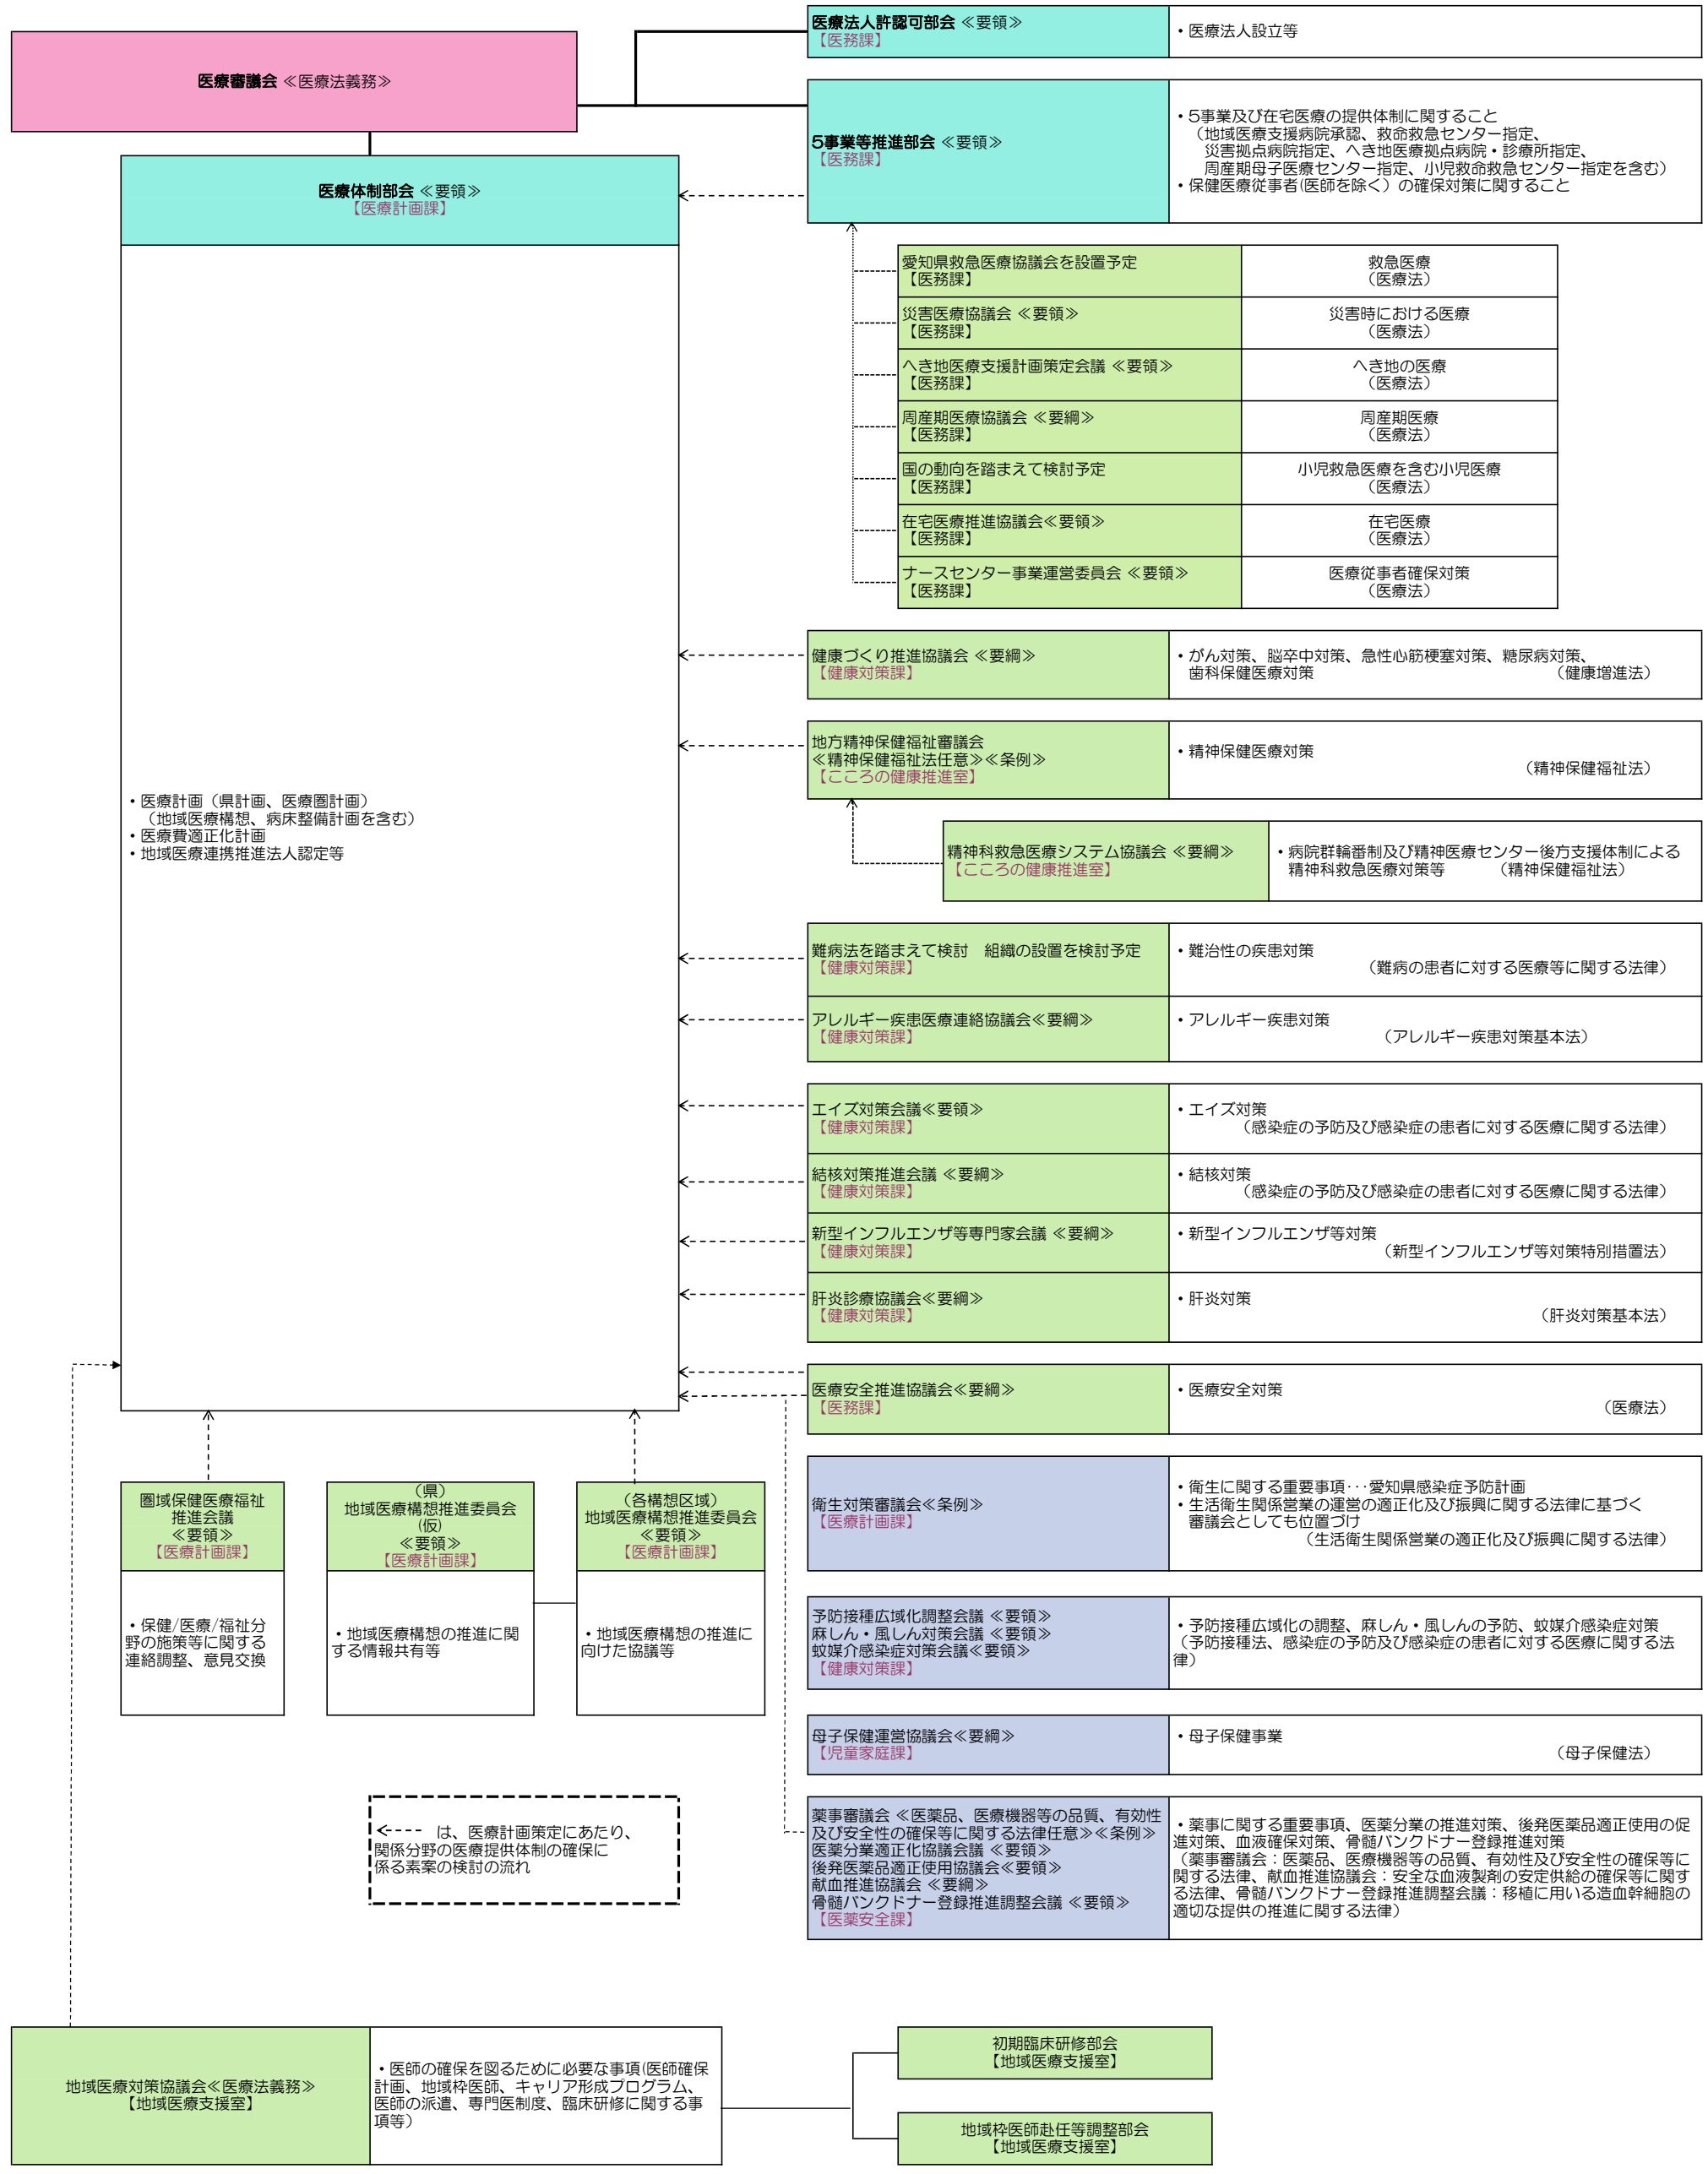 医療審議会 ≪医療法義務≫
医療法人許認可部会 ≪要領≫
【医務課】
・医療法人設立等
5事業等推進部会 ≪要領≫
【医務課】
・5事業及び在宅医療の提供体制に関すること
（地域医療支援病院承認、救命救急センター指定、
災害拠点病院指定、へき地医療拠点病院・診療所指定、
周産期母子医療センター指定、小児救命救急センター指定を含む）
・保健医療従事者(医師を除く）の確保対策に関すること
医療体制部会 ≪要領≫
【医療計画課】
・医療計画（県計画、医療圏計画）
（地域医療構想、病床整備計画を含む）
・医療費適正化計画
・地域医療連携推進法人認定等
愛知県救急医療協議会を設置予定
【医務課】
救急医療
（医療法）
災害医療協議会 ≪要領≫
【医務課】
災害時における医療
（医療法）
へき地医療支援計画策定会議 ≪要領≫
【医務課】
へき地の医療
（医療法）
周産期医療協議会 ≪要綱≫
【医務課】
周産期医療
（医療法）
国の動向を踏まえて検討予定
【医務課】
小児救急医療を含む小児医療
（医療法）
在宅医療推進協議会≪要領≫
【医務課】
在宅医療
（医療法）
ナースセンター事業運営委員会 ≪要領≫
【医務課】
医療従事者確保対策
（医療法）
健康づくり推進協議会 ≪要綱≫
【健康対策課】
・がん対策、脳卒中対策、急性心筋梗塞対策、糖尿病対策、
歯科保健医療対策　（健康増進法）
地方精神保健福祉審議会
≪精神保健福祉法任意≫≪条例≫
【こころの健康推進室】
・精神保健医療対策
（精神保健福祉法）
精神科救急医療システム協議会 ≪要綱≫
【こころの健康推進室】
・病院群輪番制及び精神医療センター後方支援体制による
精神科救急医療対策等　（精神保健福祉法）
難病法を踏まえて検討　組織の設置を検討予定
【健康対策課】
・難治性の疾患対策
（難病の患者に対する医療等に関する法律）
アレルギー疾患医療連絡協議会≪要綱≫
【健康対策課】
・アレルギー疾患対策
（アレルギー疾患対策基本法）
エイズ対策会議≪要領≫
【健康対策課】
・エイズ対策
（感染症の予防及び感染症の患者に対する医療に関する法律）
結核対策推進会議 ≪要綱≫
【健康対策課】
・結核対策
（感染症の予防及び感染症の患者に対する医療に関する法律）
新型インフルエンザ等専門家会議 ≪要綱≫
【健康対策課】
・新型インフルエンザ等対策
（新型インフルエンザ等対策特別措置法）
肝炎診療協議会≪要綱≫
【健康対策課】
・肝炎対策
（肝炎対策基本法）
医療安全推進協議会≪要綱≫
【医務課】
・医療安全対策
（医療法）
衛生対策審議会≪条例≫
【医療計画課】
・衛生に関する重要事項･･･愛知県感染症予防計画
・生活衛生関係営業の運営の適正化及び振興に関する法律に基づく
審議会としても位置づけ
（生活衛生関係営業の適正化及び振興に関する法律）
予防接種広域化調整会議 ≪要領≫
麻しん・風しん対策会議 ≪要領≫
蚊媒介感染症対策会議≪要領≫
【健康対策課】
・予防接種広域化の調整、麻しん・風しんの予防、蚊媒介感染症対策
（予防接種法、感染症の予防及び感染症の患者に対する医療に関する法
律）
母子保健運営協議会≪要綱≫
【児童家庭課】
・母子保健事業
（母子保健法）
薬事審議会 ≪医薬品、医療機器等の品質、有効性
及び安全性の確保等に関する法律任意≫≪条例≫
医薬分業適正化協議会議 ≪要領≫
後発医薬品適正使用協議会≪要領≫
献血推進協議会 ≪要綱≫
骨髄バンクドナー登録推進調整会議 ≪要領≫
【医薬安全課】
・薬事に関する重要事項、医薬分業の推進対策、後発医薬品適正使用の促
進対策、血液確保対策、骨髄バンクドナー登録推進対策
（薬事審議会：医薬品、医療機器等の品質、有効性及び安全性の確保等に
関する法律、献血推進協議会：安全な血液製剤の安定供給の確保等に関す
る法律、骨髄バンクドナー登録推進調整会議：移植に用いる造血幹細胞の
適切な提供の推進に関する法律）
圏域保健医療福祉
推進会議
≪要領≫
【医療計画課】
・保健/医療/福祉分
野の施策等に関する
連絡調整、意見交換
（県）
地域医療構想推進委員会
(仮)
≪要領≫
【医療計画課】
・地域医療構想の推進に関
する情報共有等
（各構想区域）
地域医療構想推進委員会
≪要領≫
【医療計画課】
・地域医療構想の推進に
向けた協議等
は、医療計画策定にあたり、
関係分野の医療提供体制の確保に
係る素案の検討の流れ
地域医療対策協議会≪医療法義務≫
【地域医療支援室】
・医師の確保を図るために必要な事項(医師確保
計画、地域枠医師、キャリア形成プログラム、
医師の派遣、専門医制度、臨床研修に関する事
項等）
初期臨床研修部会
【地域医療支援室】
地域枠医師赴任等調整部会
【地域医療支援室】